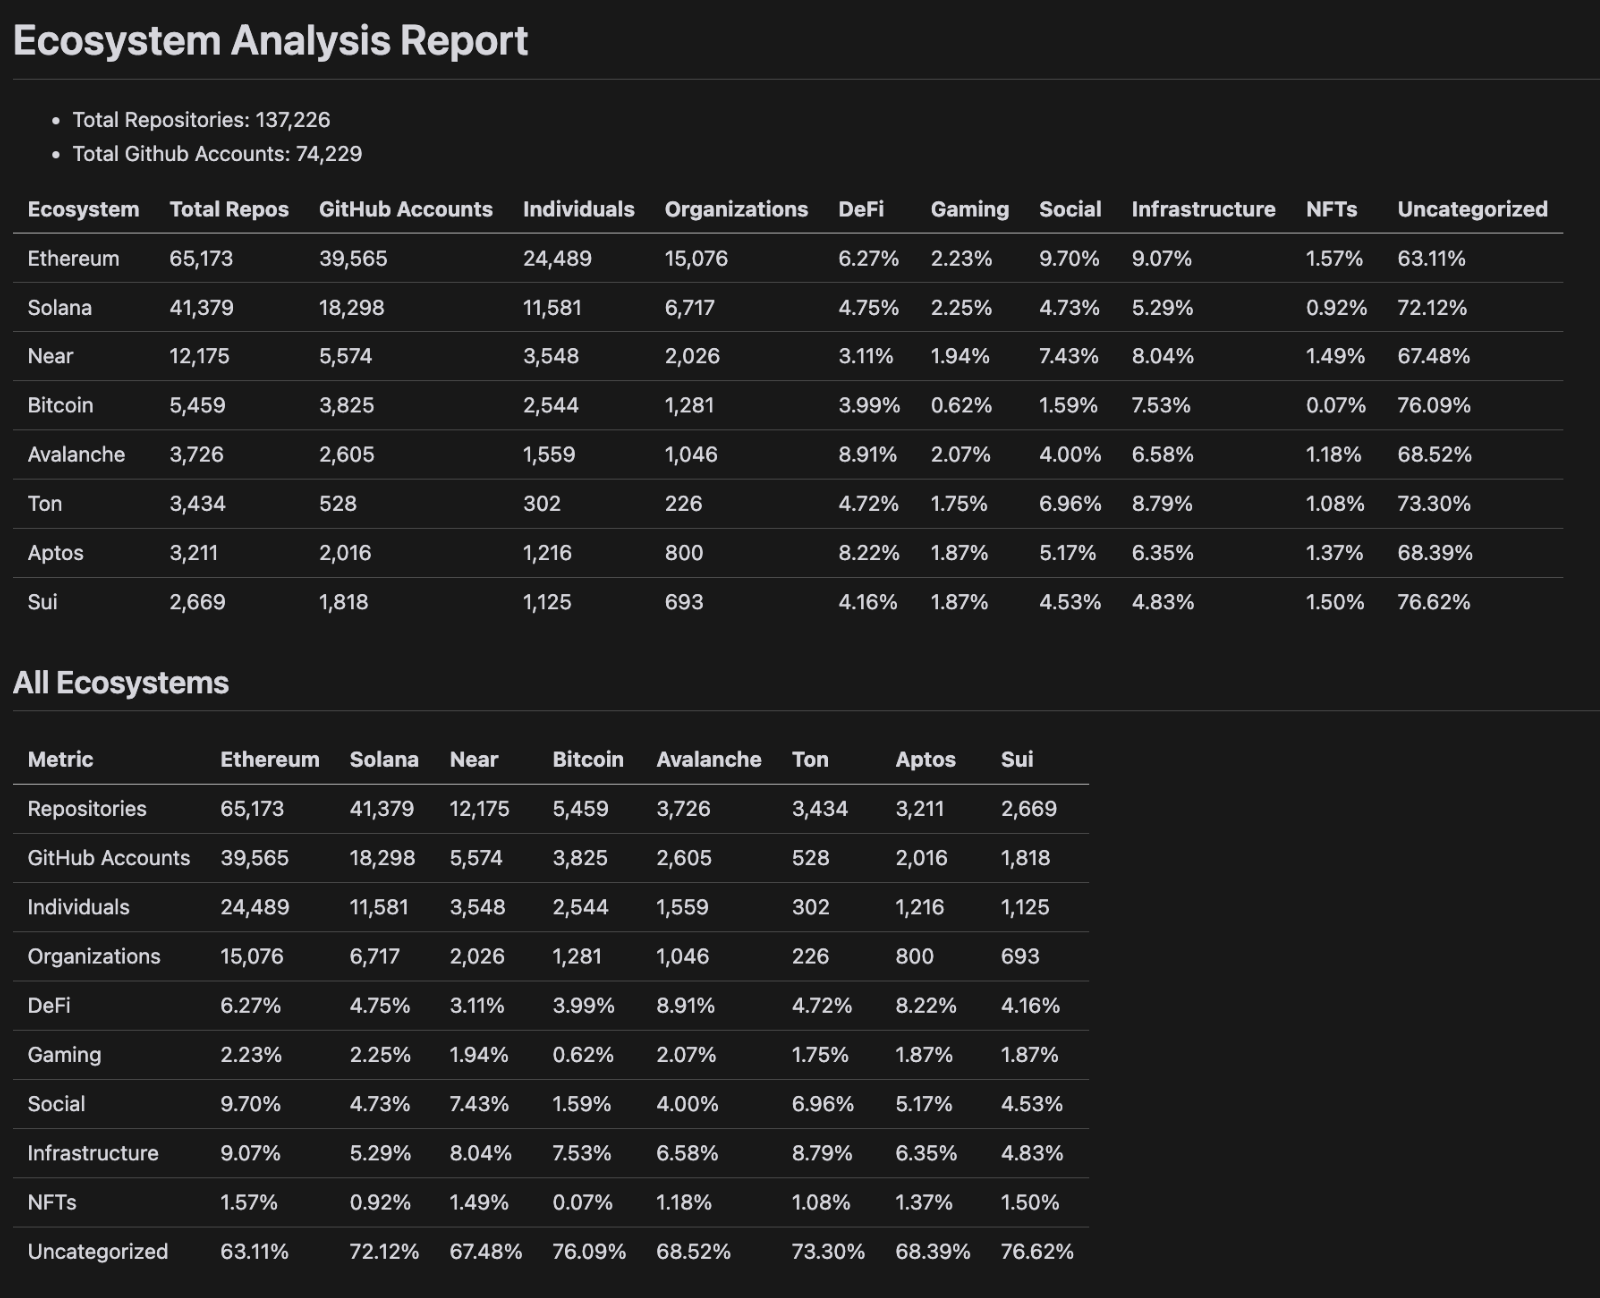 Ecosystem Analysis Report
• Total Repositories: 137,226
• Total Github Accounts: 74,229
Ecosystem Total Repos GitHub Accounts Individuals Organizations DeFi Gaming Social Infrastructure NFTs Uncategorized
Ethereum 65,173 39,565 24,489 15,076 6.27% 2.23% 9.70% 9.07% 1.57% 63.11%
Solana 41,379 18,298 11,581 6,717 4.75% 2.25% 4.73% 5.29% 0.92% 72.12%
Near 12,175 5,574 3,548 2,026 3.11% 1.94% 7.43% 8.04% 1.49% 67.48%
Bitcoin 5,459 3,825 2,544 1,281 3.99% 0.62% 1.59% 7.53% 0.07% 76.09%
Avalanche 3,726 2,605 1,559 1,046 8.91% 2.07% 4.00% 6.58% 1.18% 68.52%
Ton 3,434 528 302 226 4.72% 1.75% 6.96% 8.79% 1.08% 73.30%
Aptos 3,211 2,016 1,216 800 8.22% 1.87% 5.17% 6.35% 1.37% 68.39%
Sui 2,669 1,818 1,125 693 4.16% 1.87% 4.53% 4.83% 1.50% 76.62%
All Ecosystems
Metric Ethereum Solana Near Bitcoin Avalanche Ton Aptos Sui
Repositories 65,173 41,379 12,175 5,459 3,726 3,434 3,211 2,669
GitHub Accounts 39,565 18,298 5,574 3,825 2,605 528 2,016 1,818
Individuals 24,489 11,581 3,548 2,544 1,559 302 1,216 1,125
Organizations 15,076 6,717 2,026 1,281 1,046 226 800 693
DeFi 6.27% 4.75% 3.11% 3.99% 8.91% 4.72% 8.22% 4.16%
Gaming 2.23% 2.25% 1.94% 0.62% 2.07% 1.75% 1.87% 1.87%
Social 9.70% 4.73% 7.43% 1.59% 4.00% 6.96% 5.17% 4.53%
Infrastructure 9.07% 5.29% 8.04% 7.53% 6.58% 8.79% 6.35% 4.83%
NFTs 1.57% 0.92% 1.49% 0.07% 1.18% 1.08% 1.37% 1.50%
Uncategorized 63.11% 72.12% 67.48% 76.09% 68.52% 73.30% 68.39% 76.62%